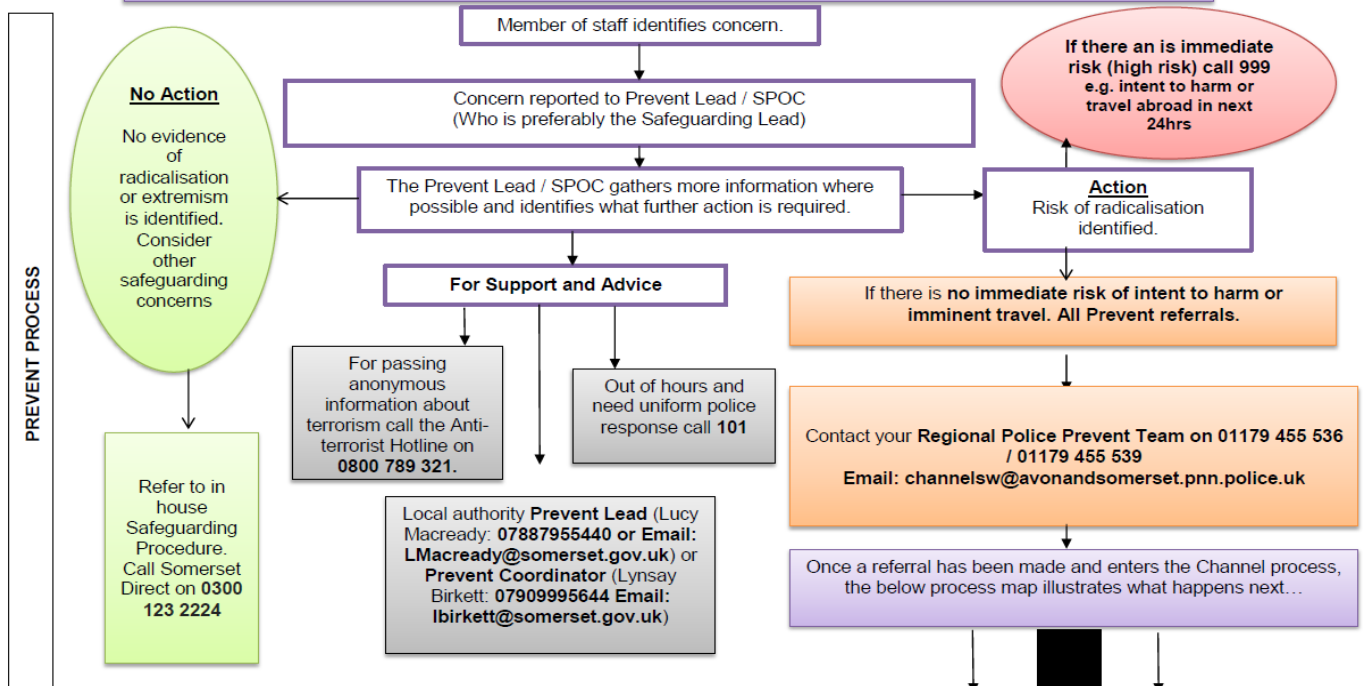 PREVENT PROCESS
Member of staff identifies concern.
Concern reported to Prevent Lead / SPOC
(Who is preferably the Safeguarding Lead)
The Prevent Lead / SPOC gathers more information where
possible and identifies what further action is required.
No Action
No evidence
of
radicalisation
or extremism
is identified.
Consider
other
safeguarding
concerns
Refer to in
house
Safeguarding
Procedure.
Call Somerset
Direct on 0300
123 2224
For Support and Advice
For passing
anonymous
information about
terrorism call the Anti-
terrorist Hotline on
0800 789 321.
Out of hours and
need uniform police
response call 101
Local authority Prevent Lead (Lucy
Macready: 07887955440 or Email:
LMacready@somerset.gov.uk) or
Prevent Coordinator (Lynsay
Birkett: 07909995644 Email:
lbirkett@somerset.gov.uk)
If there an is immediate
risk (high risk) call 999
e.g. intent to harm or
travel abroad in next
24hrs
Action
Risk of radicalisation
identified.
If there is no immediate risk of intent to harm or
imminent travel. All Prevent referrals.
Contact your Regional Police Prevent Team on 01179 455 536
/ 01179 455 539
Email: channelsw@avonandsomerset.pnn.police.uk
Once a referral has been made and enters the Channel process,
the below process map illustrates what happens next…